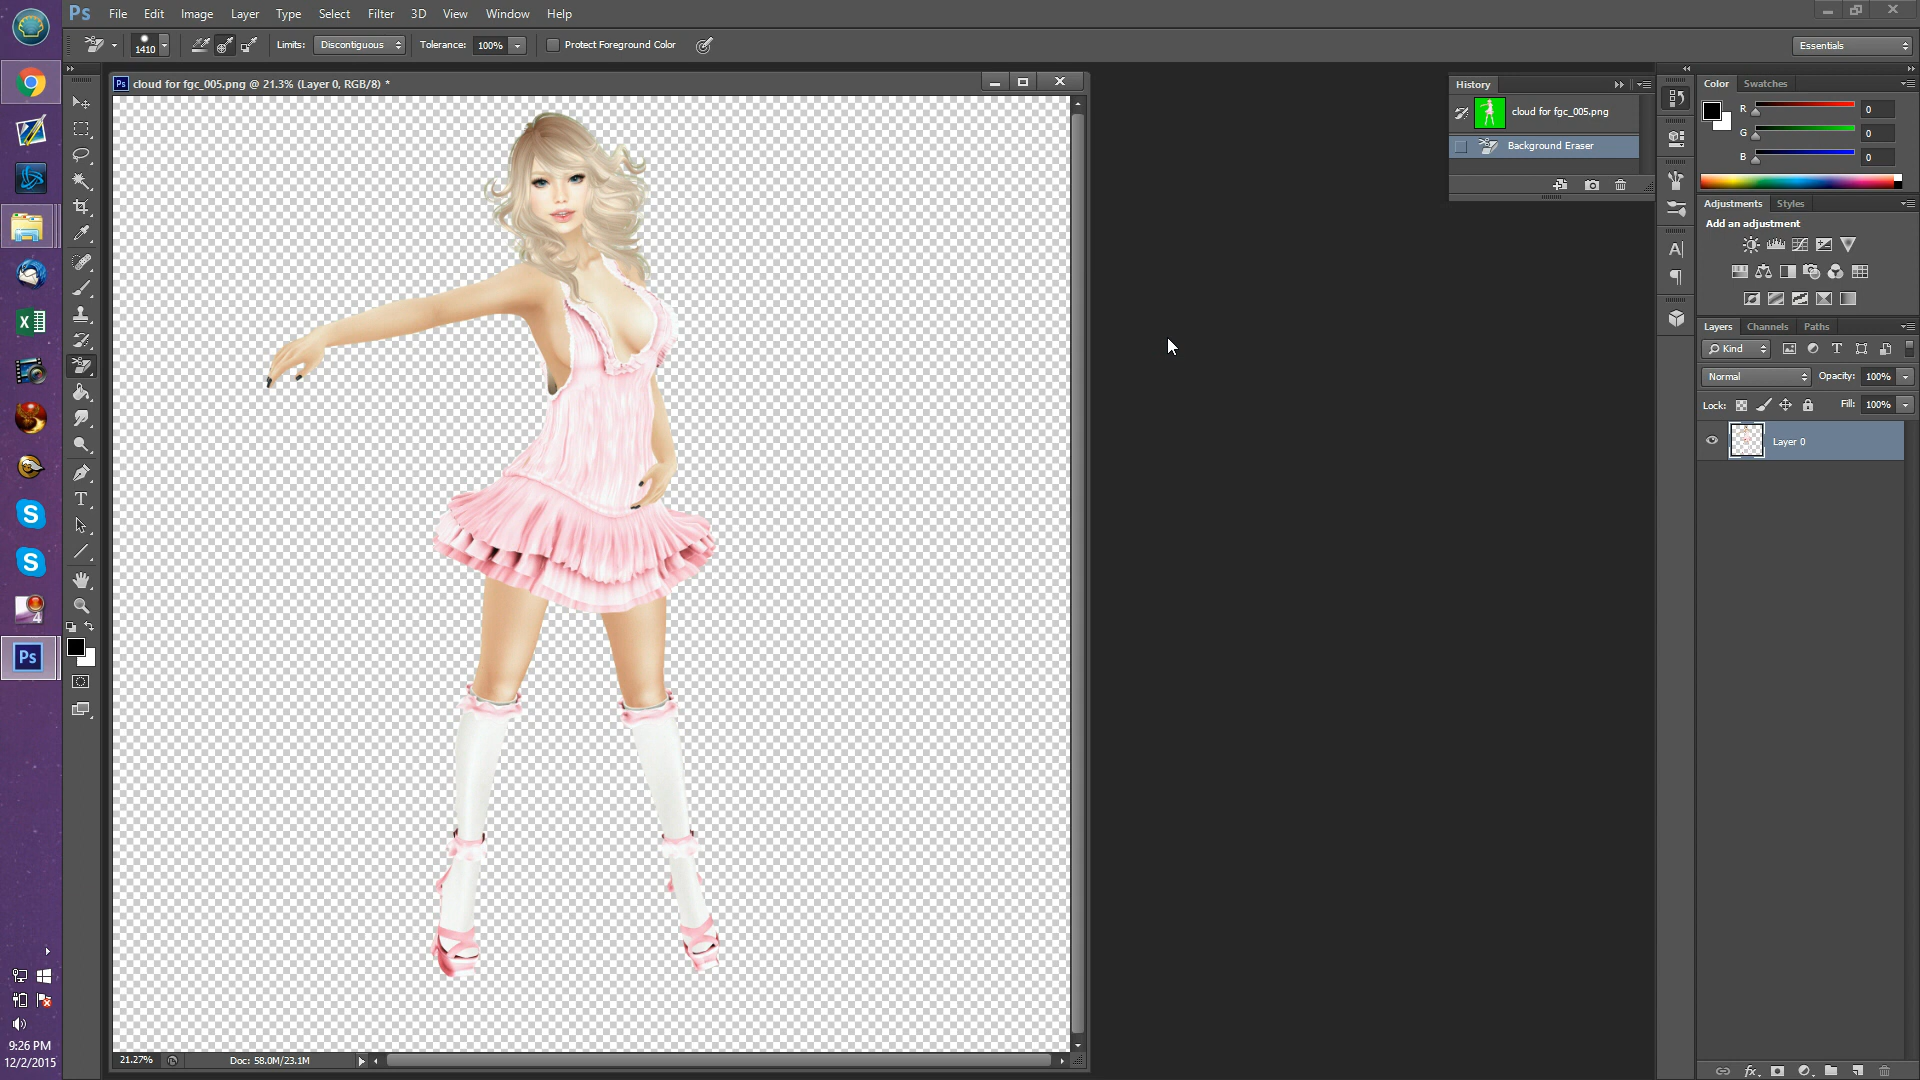 Ps File Edit Image Layer Type Select Filter 3D View Window Help
1410 Limits: Discontiguous Tolerance: 100% Protect Foreground Color Essentials
Ps cloud for fgc_005.png @ 21.3% (Layer 0, RGB/8) *
History
cloud for fgc_005.png
Background Eraser
Color Swatches
R 0
G 0
B 0
Adjustments Styles
Add an adjustment
Layers Channels Paths
Kind
Normal Opacity: 100%
Lock: Fill: 100%
Layer 0
S
S
4
Ps
21.27% Doc: 58.0M/23.1M
9:26 PM
12/2/2015